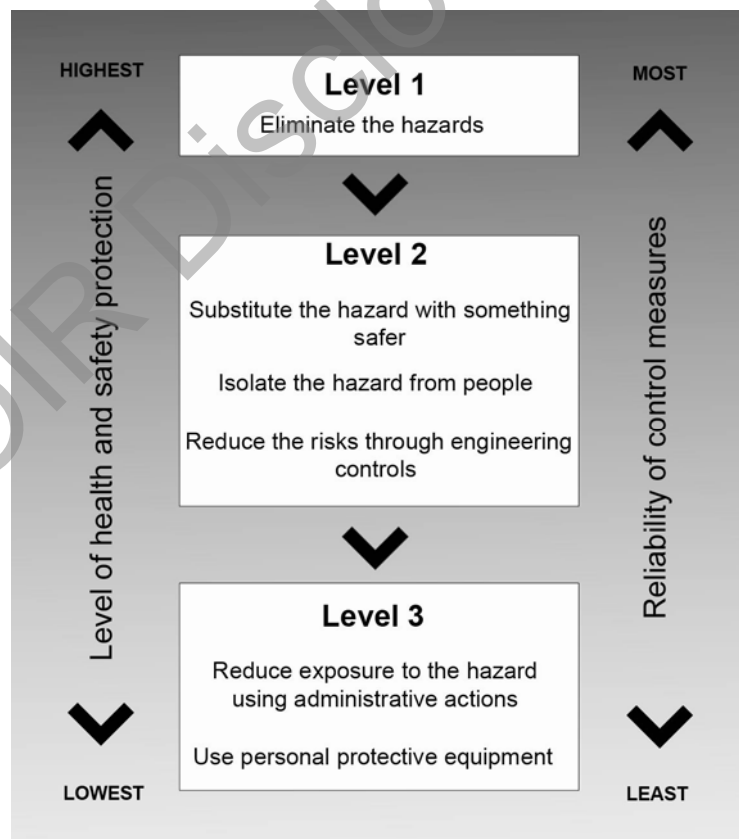 HIGHEST
MOST
Level 1
Eliminate the hazards
Level 2
Substitute the hazard with something
safer
Isolate the hazard from people
Reduce the risks through engineering
controls
Level 3
Reduce exposure to the hazard
using administrative actions
Use personal protective equipment
Level of health and safety protection
Reliability of control measures
LOWEST
LEAST